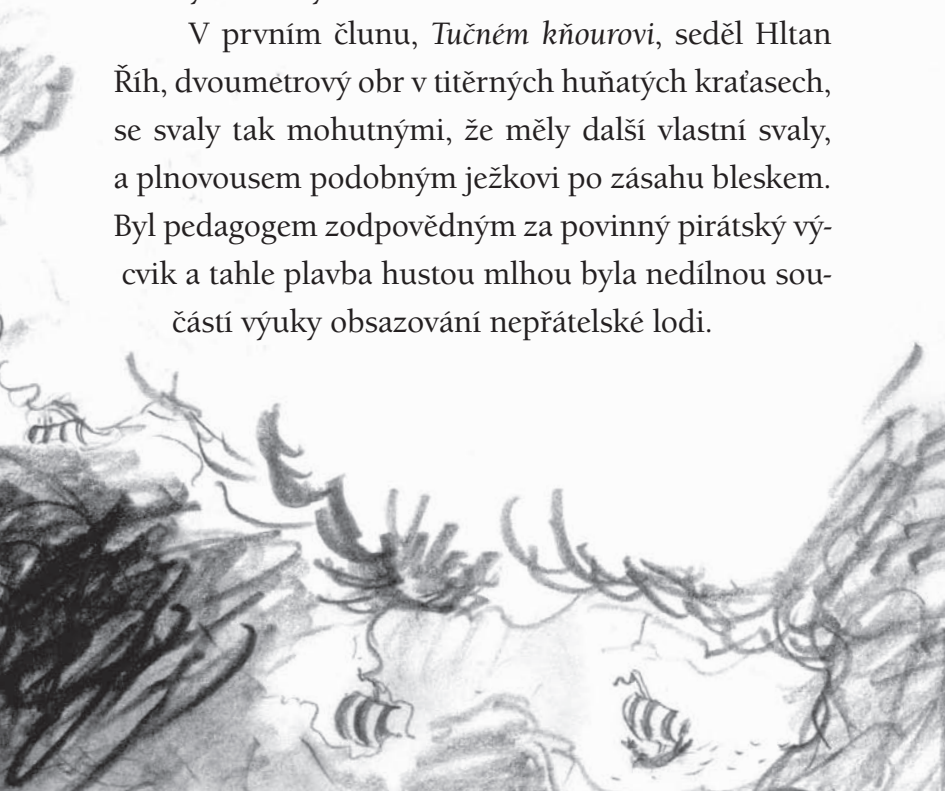 V prvním člunu, Tučném kňourovi, seděl Hltan
Říh, dvoumetrový obr v titěrných huňatých kraťasech,
se svaly tak mohutnými, že měly další vlastní svaly,
a plnovousem podobným ježkovi po zásahu bleskem.
Byl pedagogem zodpovědným za povinný pirátský vý-
cvik a tahle plavba hustou mlhou byla nedílnou sou-
částí výuky obsazování nepřátelské lodi.